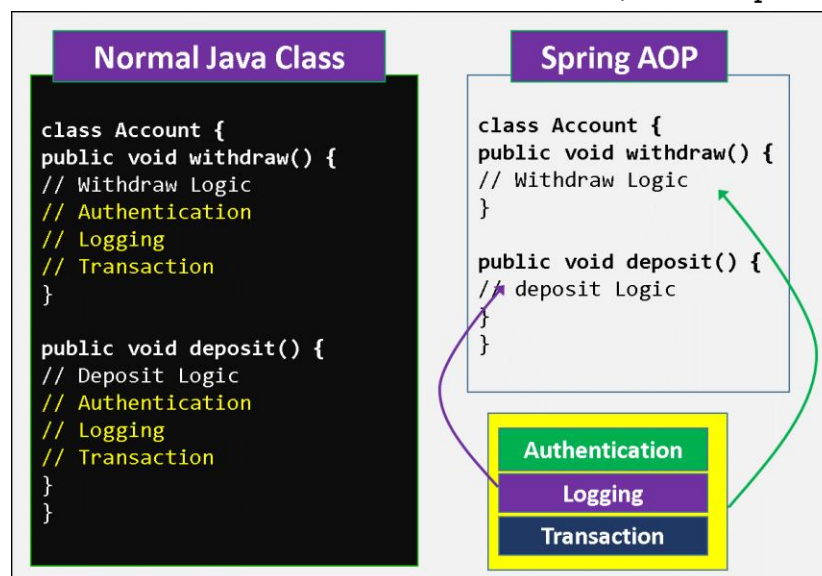 Normal Java Class
class Account {
public void withdraw() {
// Withdraw Logic
// Authentication
// Logging
// Transaction
}
public void deposit() {
// Deposit Logic
// Authentication
// Logging
// Transaction
}
}
Spring AOP
class Account {
public void withdraw() {
// Withdraw Logic
}
public void deposit() {
// deposit Logic
}
}
Authentication
Logging
Transaction